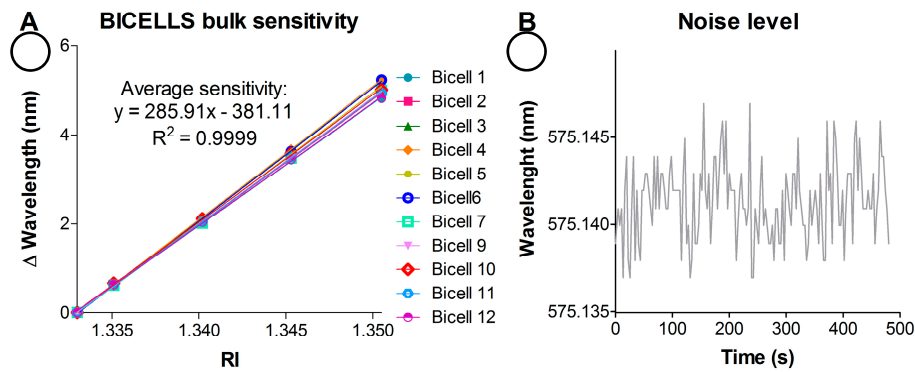 A
BICELLS bulk sensitivity
Δ Wavelength (nm)
6
4
2
0
Average sensitivity:
y = 285.91x - 381.11
R² = 0.9999
1.335
1.340
1.345
1.350
RI
Bicell 1
Bicell 2
Bicell 3
Bicell 4
Bicell 5
Bicell6
Bicell 7
Bicell 9
Bicell 10
Bicell 11
Bicell 12
B
Noise level
Wavelenght (nm)
575.145
575.140
575.135
0
100
200
300
400
500
Time (s)